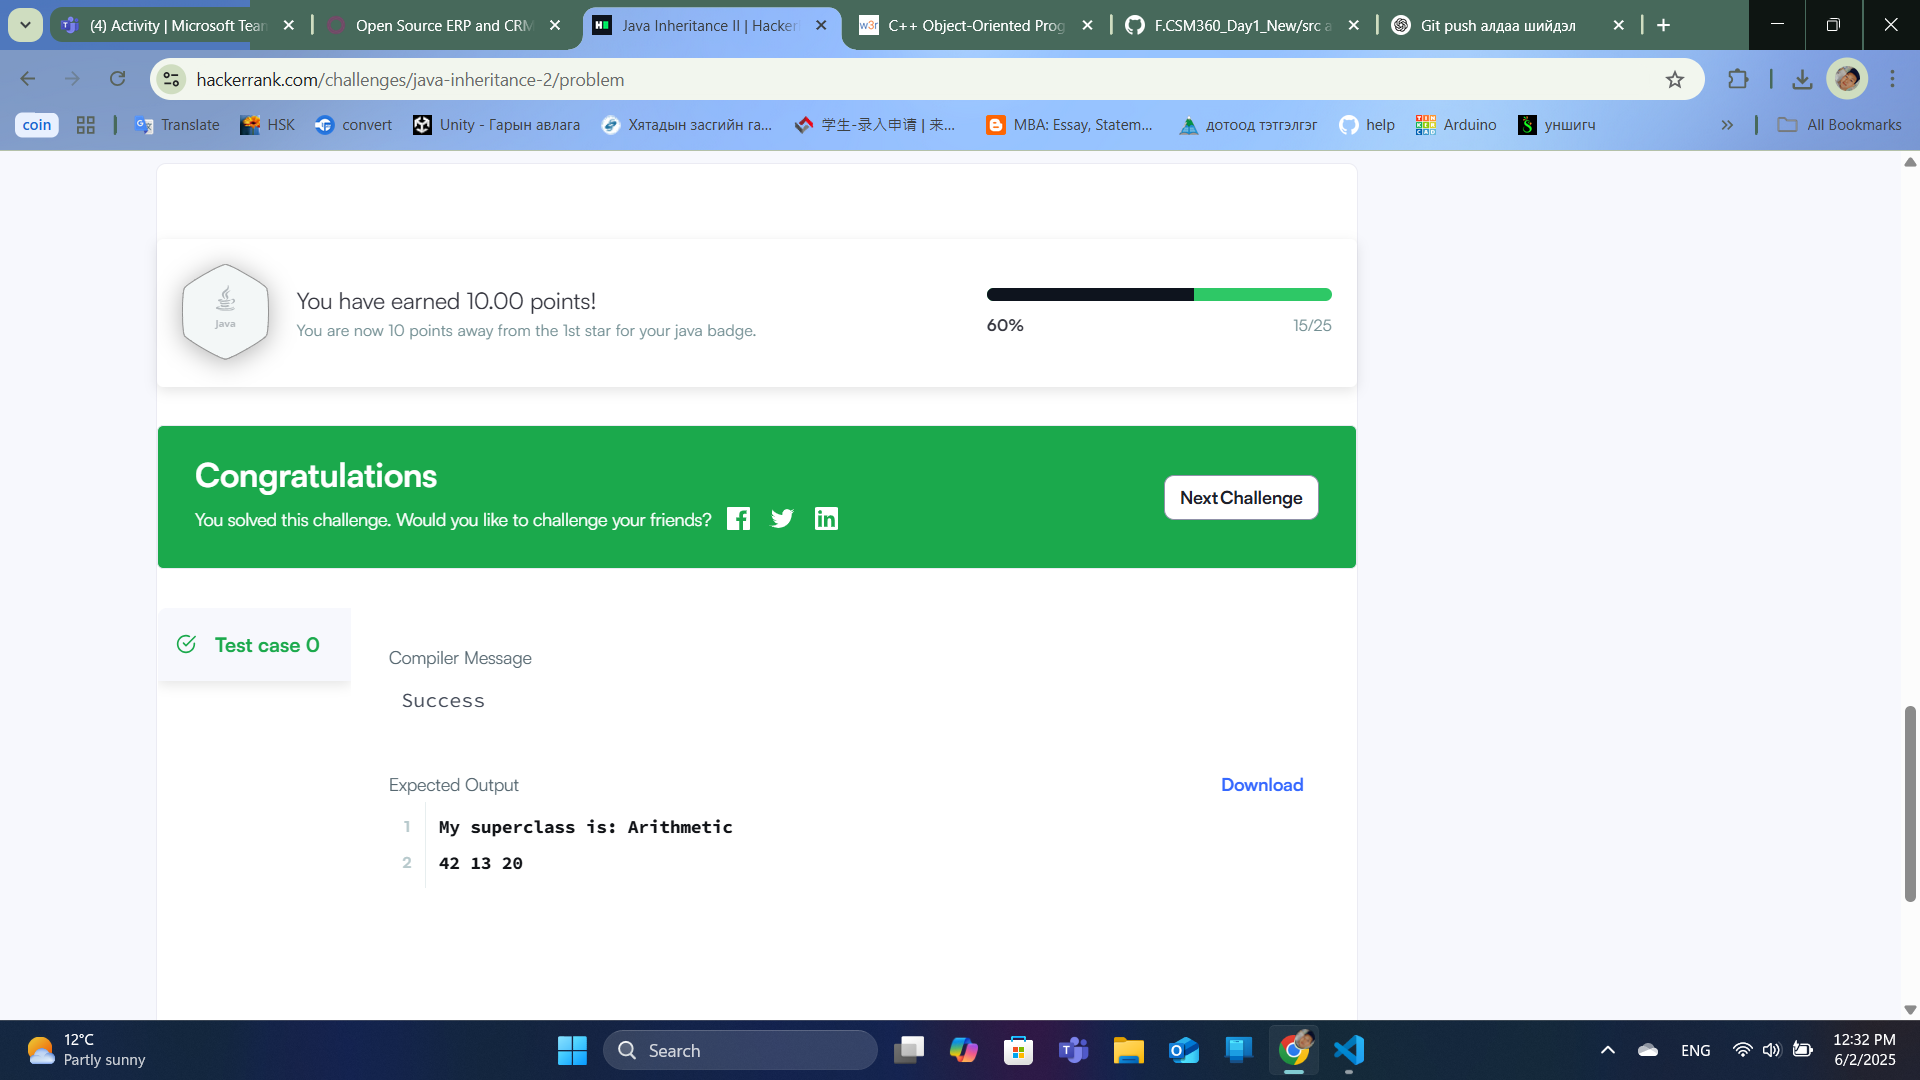 (4) Activity | Microsoft Tean
Open Source ERP and CRM
Java Inheritance II | Hacker
C++ Object-Oriented Prog
F.CSM360_Day1_New/src a
Git push алдаа шийдэл
hackerrank.com/challenges/java-inheritance-2/problem
coin
Translate
HSK
convert
Unity - Гарын авлага
Хятадын засгийн га...
学生-录入申请 | 来...
MBA: Essay, Statem...
дотоод тэтгэлгэг
help
Arduino
уншигч
All Bookmarks
Java
You have earned 10.00 points!
You are now 10 points away from the 1st star for your java badge.
60%
15/25
Congratulations
You solved this challenge. Would you like to challenge your friends?
Next Challenge
Test case 0
Compiler Message
Success
Expected Output
Download
1 My superclass is: Arithmetic
2 42 13 20
12°C
Partly sunny
Search
ENG
12:32 PM
6/2/2025